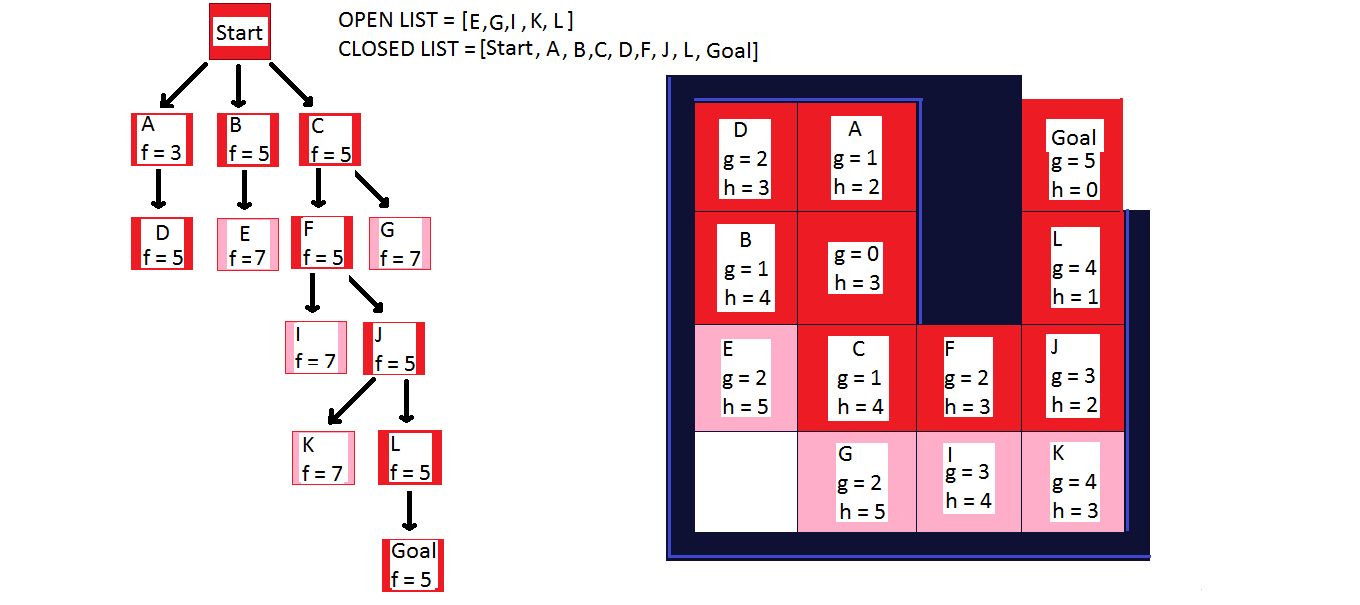 Start
OPEN LIST = [E,G,I ,K, L ]
CLOSED LIST = [Start, A, B,C, D,F, J, L, Goal]
A
f = 3
B
f = 5
C
f = 5
D
f = 5
E
f =7
F
f = 5
G
f = 7
I
f = 7
J
f = 5
K
f = 7
L
f = 5
Goal
f = 5
D
g = 2
h = 3
A
g = 1
h = 2
Goal
g = 5
h = 0
B
g = 1
h = 4
g = 0
h = 3
L
g = 4
h = 1
E
g = 2
h = 5
C
g = 1
h = 4
F
g = 2
h = 3
J
g = 3
h = 2
G
g = 2
h = 5
I
g = 3
h = 4
K
g = 4
h = 3